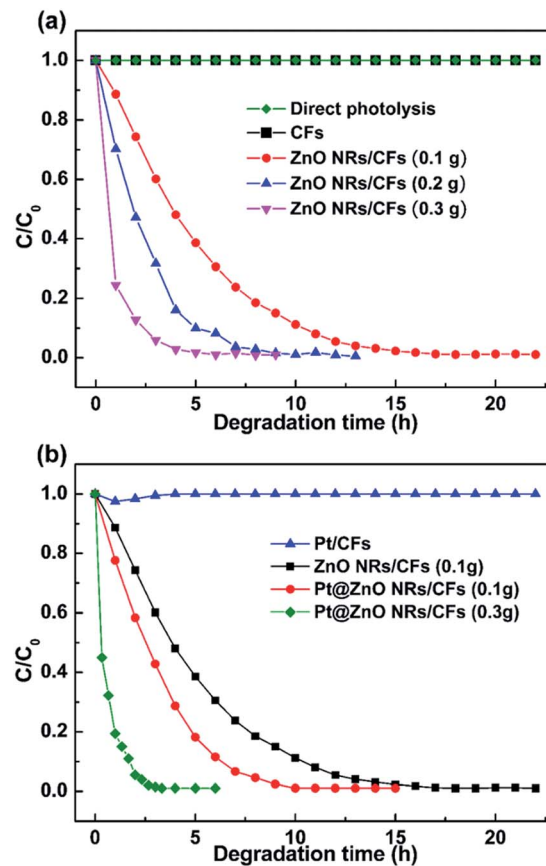 (a)
1.0
0.8
0.6
0.4
0.2
0.0
C/C0
Direct photolysis
CFs
ZnO NRs/CFs (0.1 g)
ZnO NRs/CFs (0.2 g)
ZnO NRs/CFs (0.3 g)
0 5 10 15 20
Degradation time (h)
(b)
1.0
0.8
0.6
0.4
0.2
0.0
C/C0
Pt/CFs
ZnO NRs/CFs (0.1g)
Pt@ZnO NRs/CFs (0.1g)
Pt@ZnO NRs/CFs (0.3g)
0 5 10 15 20
Degradation time (h)